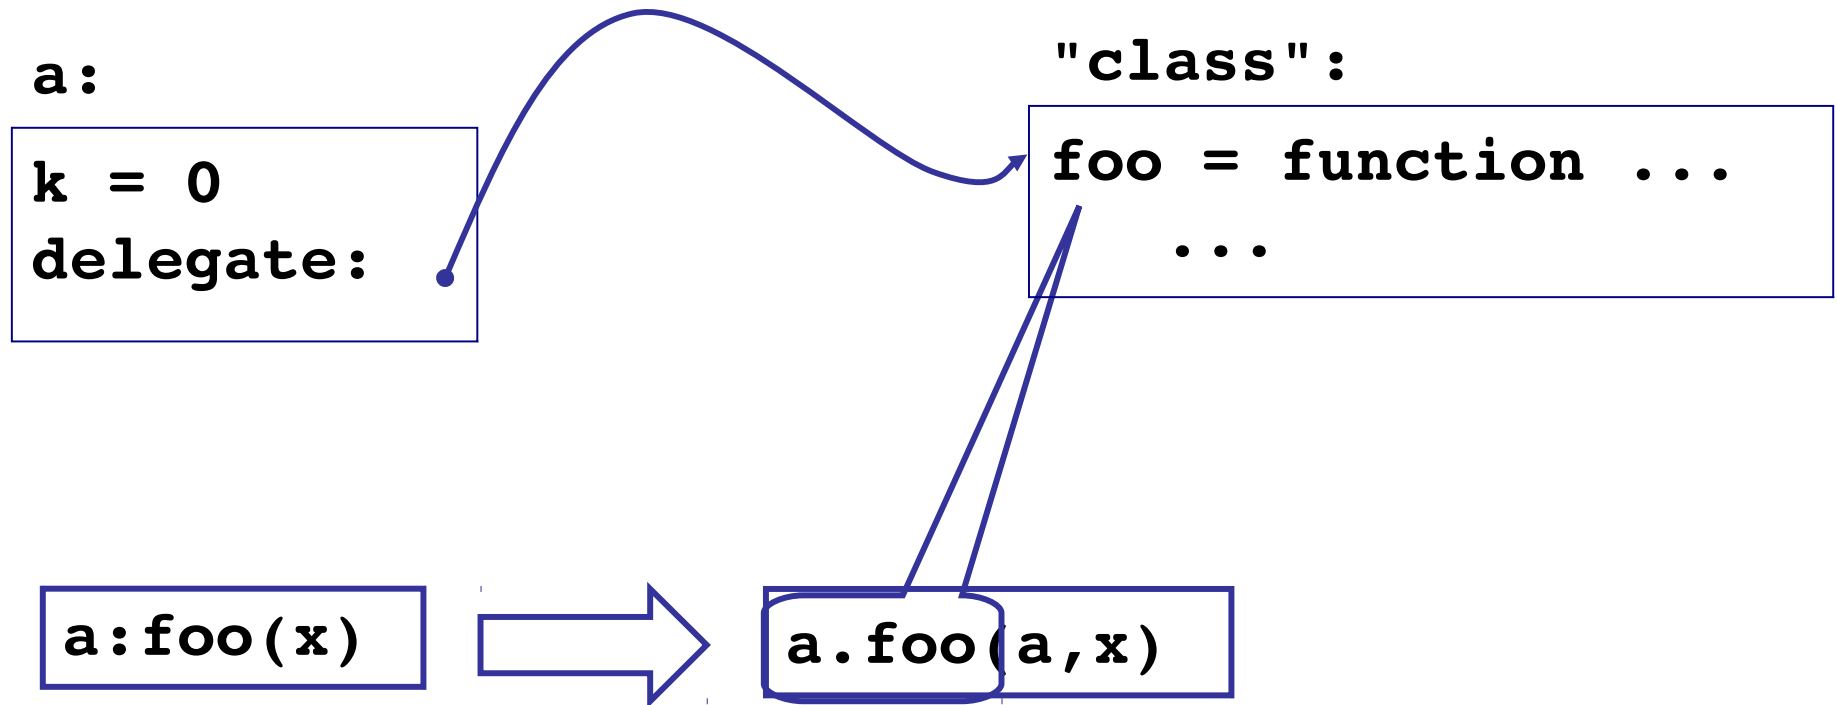 a:
k = 0
delegate:
"class":
foo = function ...
...
a:foo(x)
a.foo(a,x)